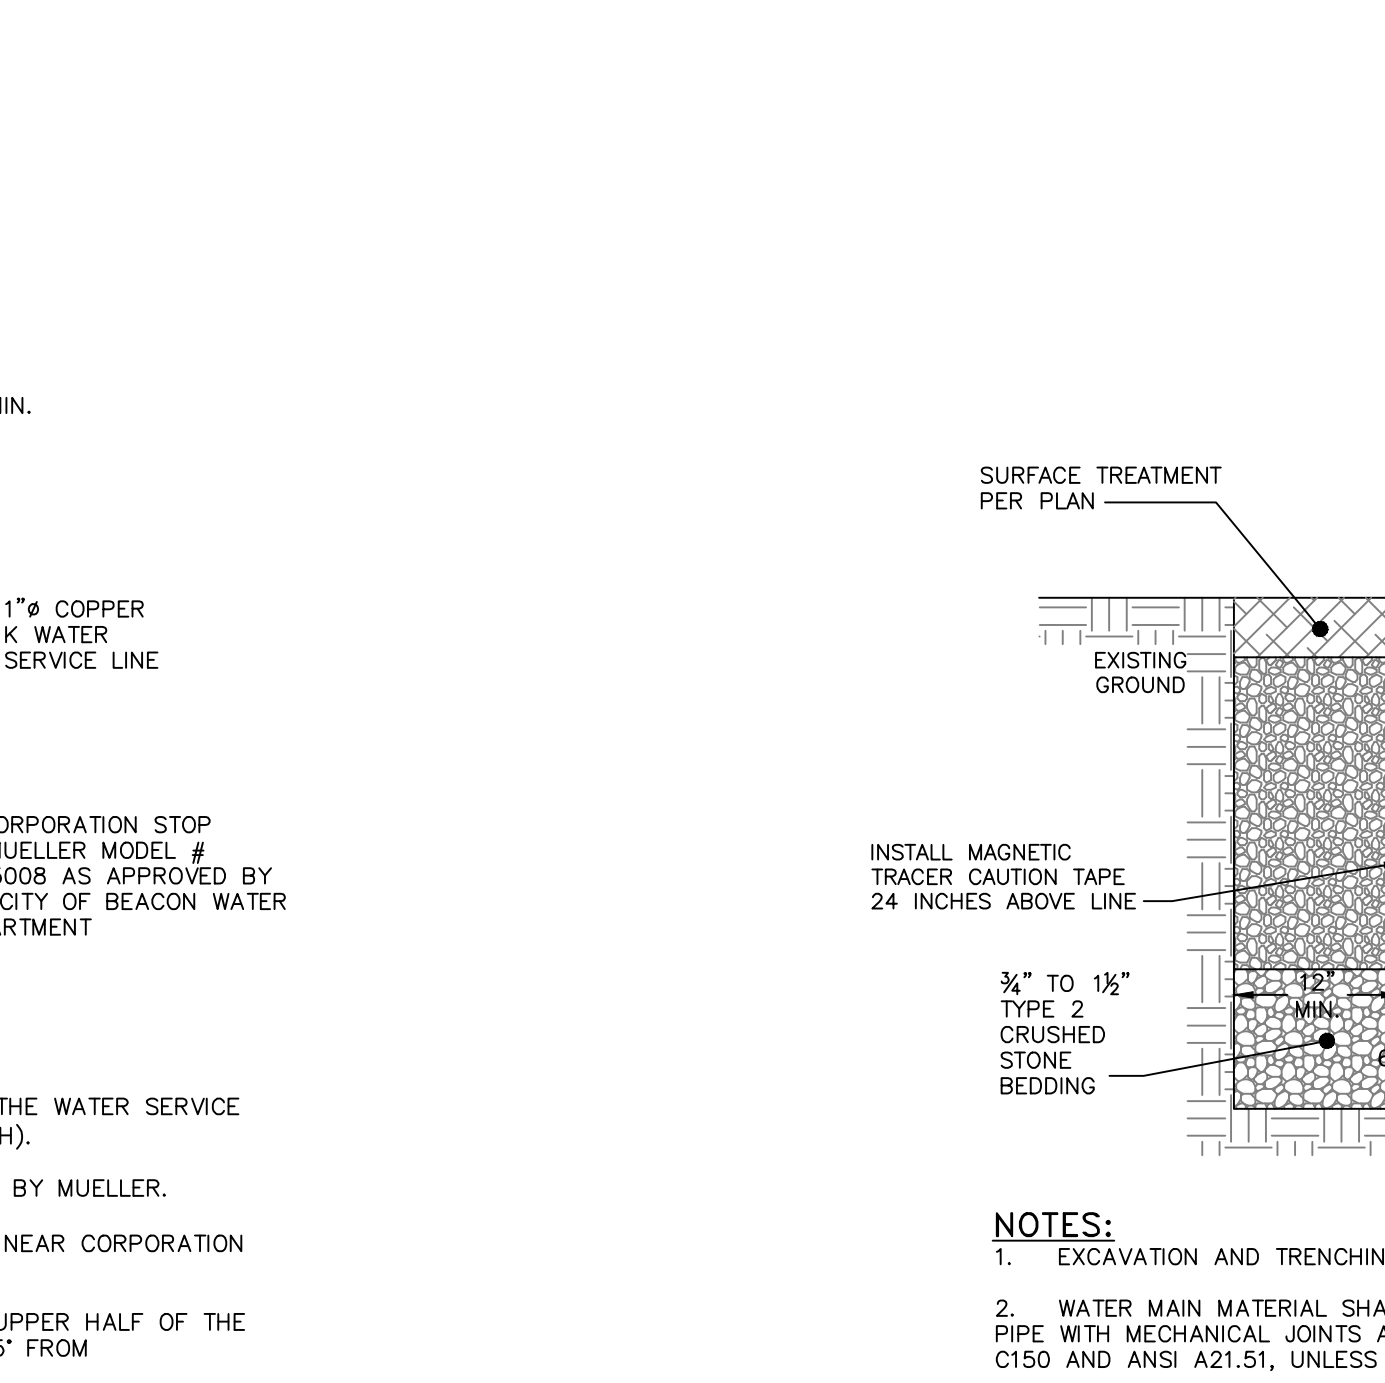 IN.
1"ø COPPER
K WATER
SERVICE LINE
ORPORATION STOP
UELLER MODEL #
5008 AS APPROVED BY
CITY OF BEACON WATER
ARTMENT
THE WATER SERVICE
H).
BY MUELLER.
NEAR CORPORATION
UPPER HALF OF THE
5° FROM
SURFACE TREATMENT
PER PLAN
EXISTING
GROUND
INSTALL MAGNETIC
TRACER CAUTION TAPE
24 INCHES ABOVE LINE
¾" TO 1½"
TYPE 2
CRUSHED
STONE
BEDDING
12"
MIN.
6
NOTES:
1. EXCAVATION AND TRENCHIN
2. WATER MAIN MATERIAL SHA
PIPE WITH MECHANICAL JOINTS A
C150 AND ANSI A21.51, UNLESS